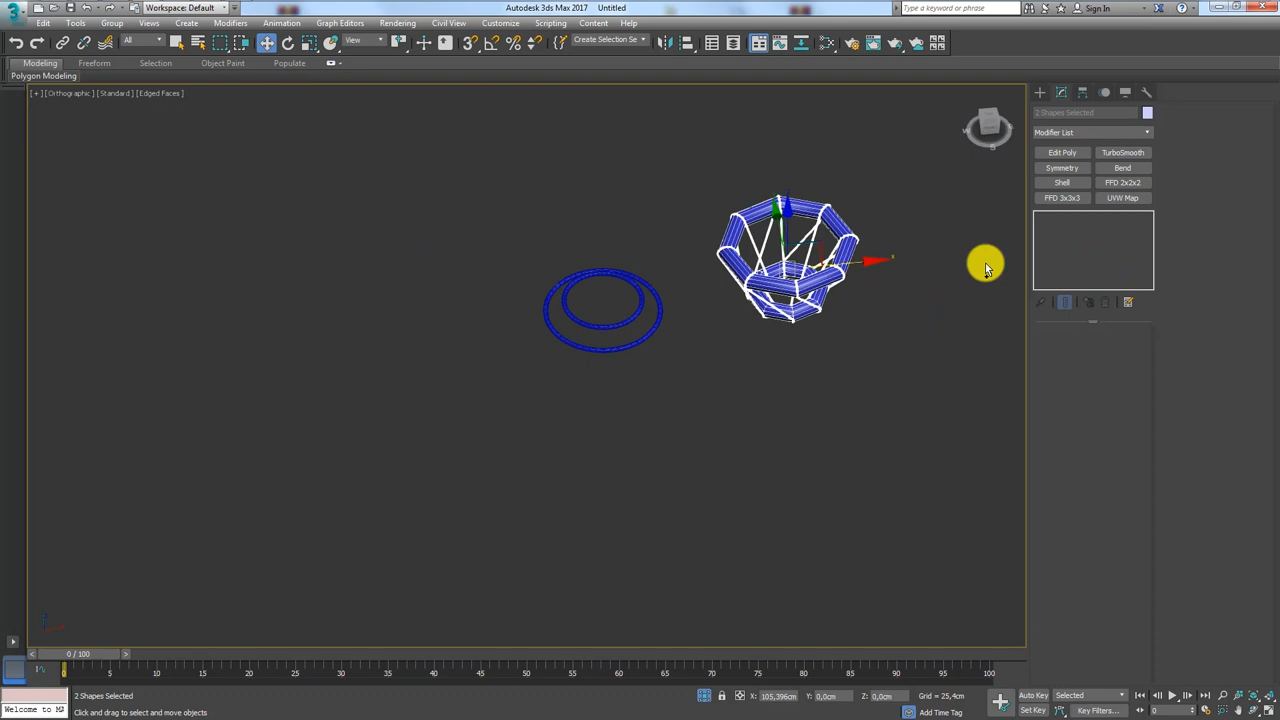 Workspace: Default
Autodesk 3ds Max 2017
Untitled
Type a keyword or phrase
Sign In
Edit
Tools
Group
Views
Create
Modifiers
Animation
Graph Editors
Rendering
Civil View
Customize
Scripting
Content
Help
All
View
Create Selection Se
Modeling
Freeform
Selection
Object Paint
Populate
Polygon Modeling
[+][Orthographic][Standard][Edged Faces]
2 Shapes Selected
Modifier List
Edit Poly
TurboSmooth
Symmetry
Bend
Shell
FFD 2x2x2
FFD 3x3x3
UVW Map
0 / 100
0
5
10
15
20
25
30
35
40
45
50
55
60
65
70
75
80
85
90
95
100
2 Shapes Selected
X: 105,396cm
Y: 0,0cm
Z: 0,0cm
Grid = 25,4cm
Auto Key
Selected
Welcome to MA
Click and drag to select and move objects
Add Time Tag
Set Key
Key Filters...
0